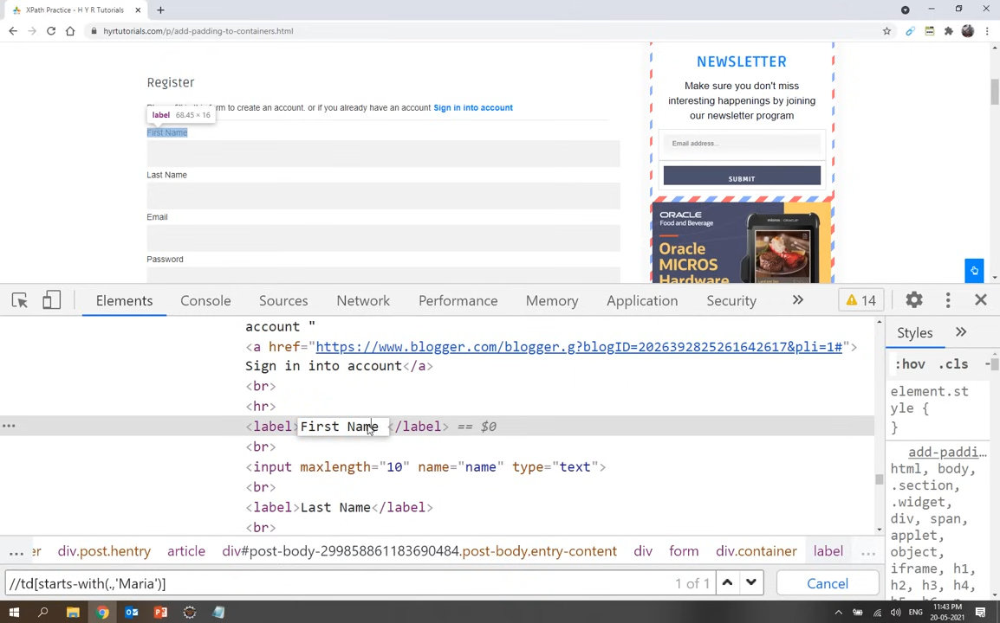 XPath Practice - H Y R Tutorials
hyrtutorials.com/p/add-padding-to-containers.html
Register
form to create an account. or if you already have an account Sign in into account
label 68.45 × 16
First Name
Last Name
Email
Password
NEWSLETTER
Make sure you don't miss
interesting happenings by joining
our newsletter program
Email address...
SUBMIT
ORACLE
Food and Beverage
Oracle
MICROS
Hardware
Elements Console Sources Network Performance Memory Application Security » 14
account "
<a href="https://www.blogger.com/blogger.g?blogID=2026392825261642617&pli=1#">
Sign in into account</a>
<br>
<hr>
... <label>First Name </label> == $0
<br>
<input maxlength="10" name="name" type="text">
<br>
<label>Last Name</label>
<br>
Styles »
:hov .cls
element.st
yle {
}
add-paddi…
html, body,
.section,
.widget,
div, span,
applet,
object,
iframe, h1,
h2, h3, h4,
... er div.post.hentry article div#post-body-299858861183690484.post-body.entry-content div form div.container label ...
//td[starts-with(.,'Maria')] 1 of 1 Cancel
ENG
11:43 PM
20-05-2021